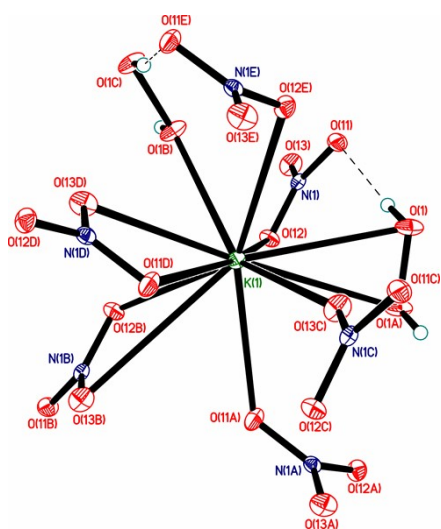 O(11E)
O(1C)
N(1E)
O(12E)
O(13E)
O(1B)
O(13)
O(11)
N(1)
O(13D)
O(12)
O(1)
O(12D)
N(1D)
O(11D)
K(1)
O(11C)
O(13C)
O(1A)
O(12B)
N(1C)
N(1B)
O(11B)
O(13B)
O(11A)
O(12C)
N(1A)
O(12A)
O(13A)